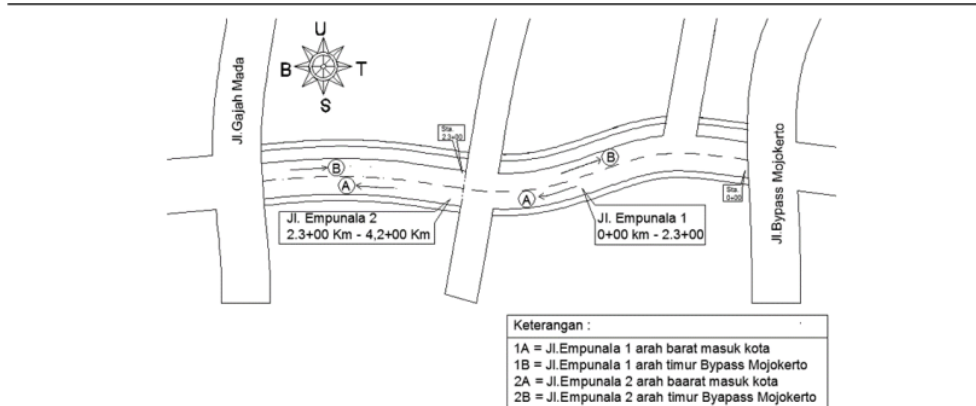 U
B T
S
Jl.Gajah Mada
Sta.
2.3+00
B
A
B
A
Sta.
0+00
Jl.Bypass Mojokerto
Jl. Empunala 2
2.3+00 Km - 4,2+00 Km
Jl. Empunala 1
0+00 km - 2.3+00
Keterangan :
1A = Jl.Empunala 1 arah barat masuk kota
1B = Jl.Empunala 1 arah timur Bypass Mojokerto
2A = Jl.Empunala 2 arah baarat masuk kota
2B = Jl.Empunala 2 arah timur Byapass Mojokerto